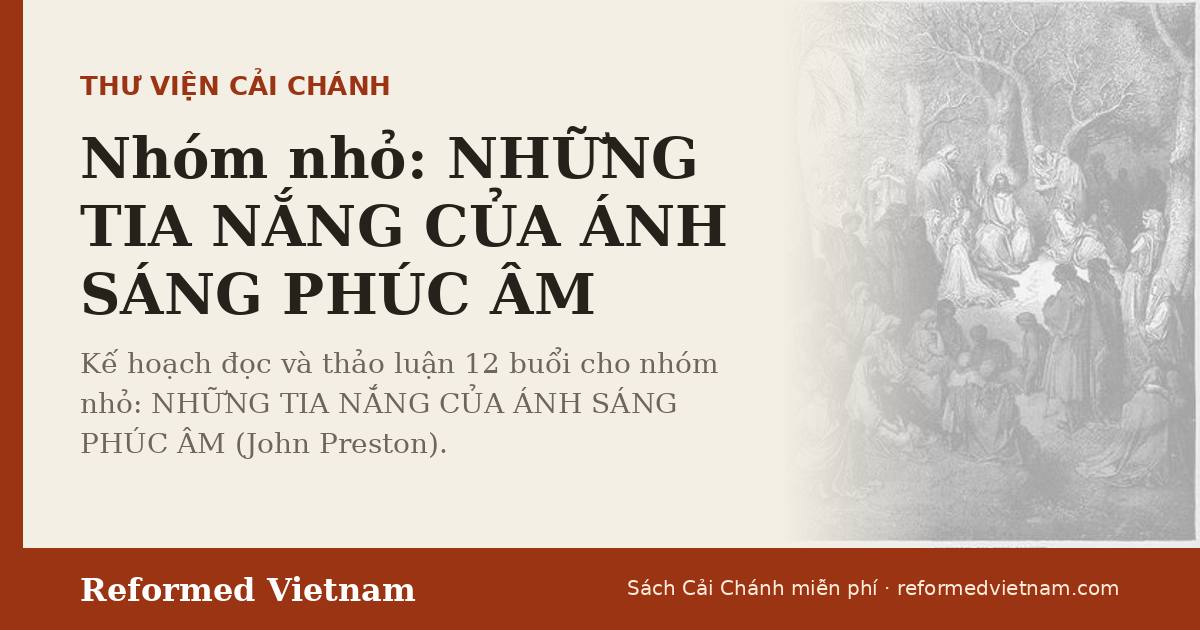 THƯ VIỆN CẢI CHÁNH
Nhóm nhỏ: NHỮNG
TIA NẮNG CỦA ÁNH
SÁNG PHÚC ÂM
Kế hoạch đọc và thảo luận 12 buổi cho nhóm
nhỏ: NHỮNG TIA NẮNG CỦA ÁNH SÁNG
PHÚC ÂM (John Preston).
Reformed Vietnam
Sách Cải Chánh miễn phí · reformedvietnam.com